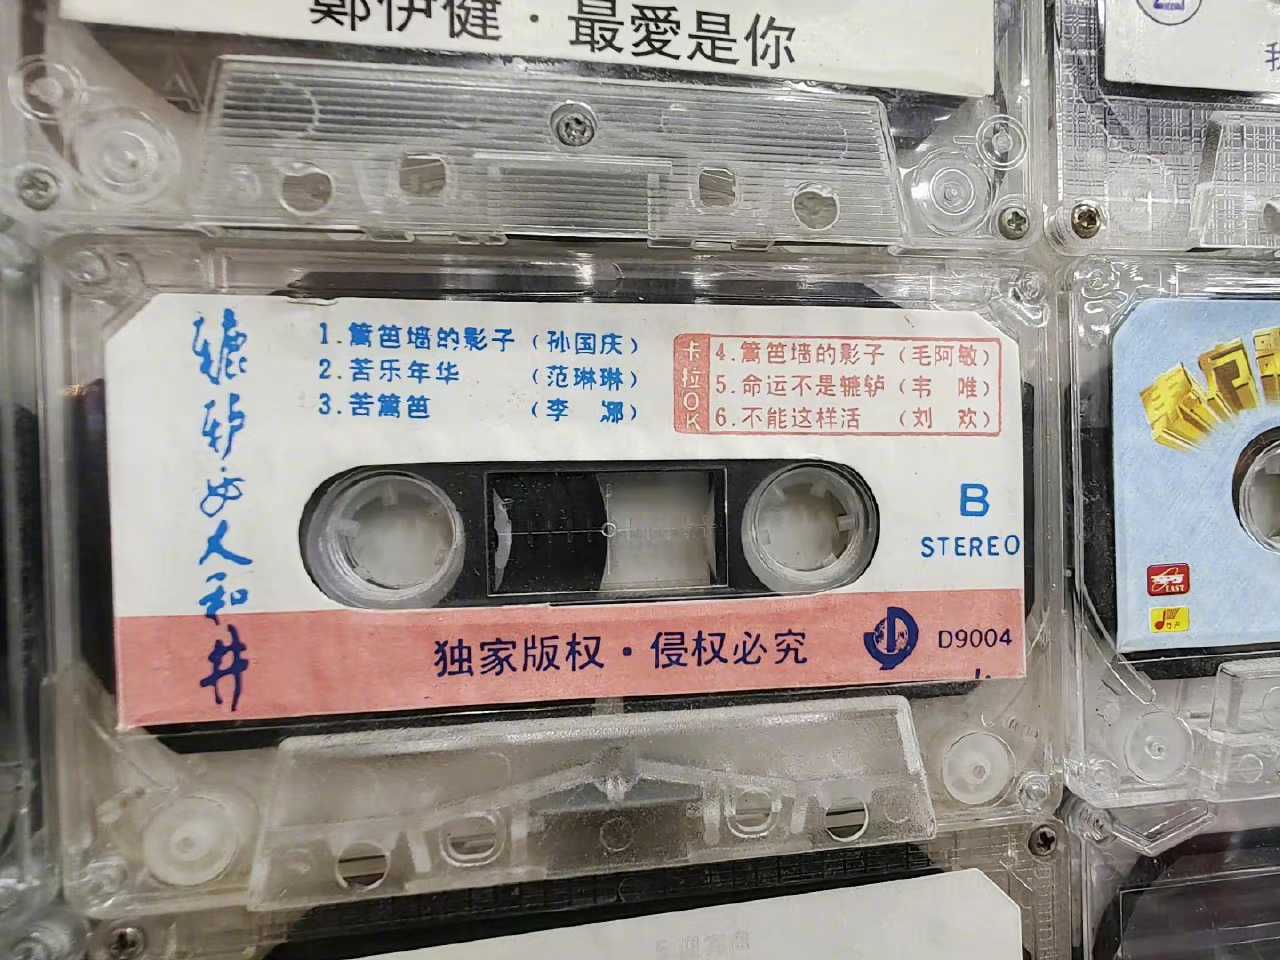 鄭伊健·最愛是你
辘轳·女人和井
1.篱笆墙的影子（孙国庆）
2.苦乐年华（范琳琳）
3.苦篱笆（李娜）
卡拉OK
4.篱笆墙的影子（毛阿敏）
5.命运不是辘轳（韦唯）
6.不能这样活（刘欢）
B
STEREO
独家版权·侵权必究
D9004